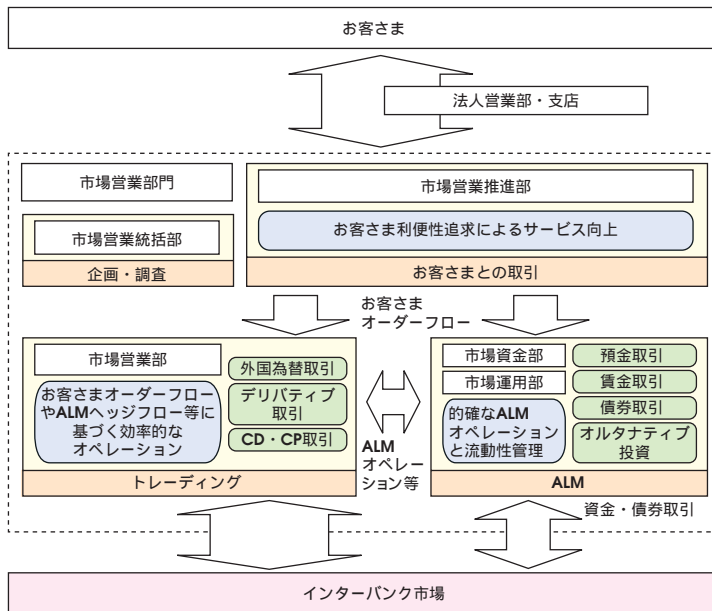 お客さま
法人営業部・支店
市場営業部門
市場営業統括部
企画・調査
市場営業推進部
お客さま利便性追求によるサービス向上
お客さまとの取引
お客さま
オーダーフロー
市場営業部
お客さまオーダーフロー
やALMヘッジフロー等に
基づく効率的な
オペレーション
外国為替取引
デリバティブ
取引
CD・CP取引
トレーディング
ALM
オペレー
ション等
市場資金部
市場運用部
的確なALM
オペレーション
と流動性管理
預金取引
賃金取引
債券取引
オルタナティブ
投資
ALM
資金・債券取引
インターバンク市場